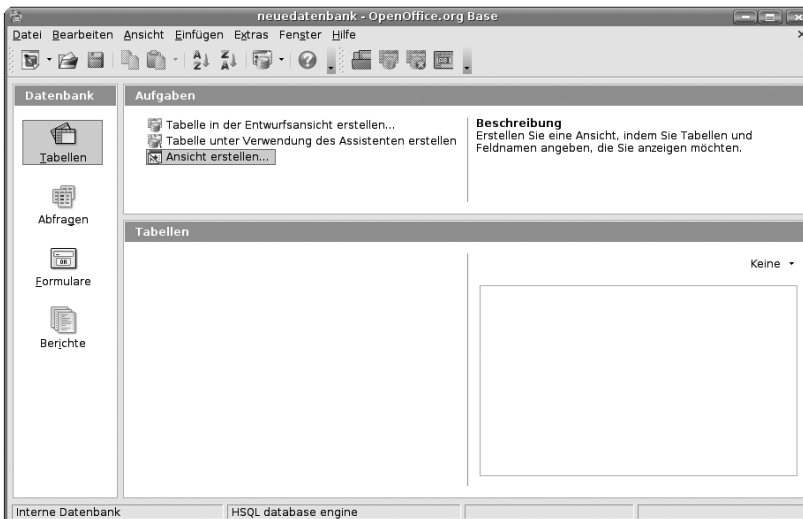 neuedatenbank - OpenOffice.org Base
Datei Bearbeiten Ansicht Einfügen Extras Fenster Hilfe
Datenbank
Aufgaben
Tabellen
Abfragen
Formulare
Berichte
Tabelle in der Entwurfsansicht erstellen...
Tabelle unter Verwendung des Assistenten erstellen
Ansicht erstellen...
Beschreibung
Erstellen Sie eine Ansicht, indem Sie Tabellen und
Feldnamen angeben, die Sie anzeigen möchten.
Tabellen
Keine
Interne Datenbank
HSQL database engine